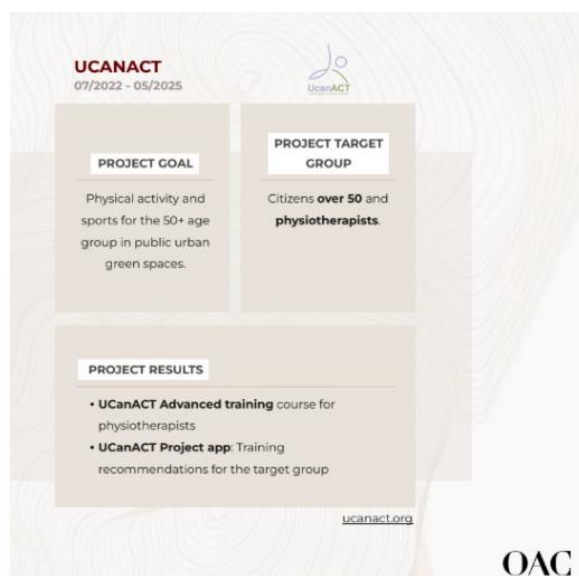 UCANACT
07/2022 - 05/2025
UcanACT
PROJECT GOAL
Physical activity and
sports for the 50+ age
group in public urban
green spaces.
PROJECT TARGET
GROUP
Citizens over 50 and
physiotherapists.
PROJECT RESULTS
• UCanACT Advanced training course for
physiotherapists
• UCanACT Project app: Training
recommendations for the target group
ucanact.org
OAC